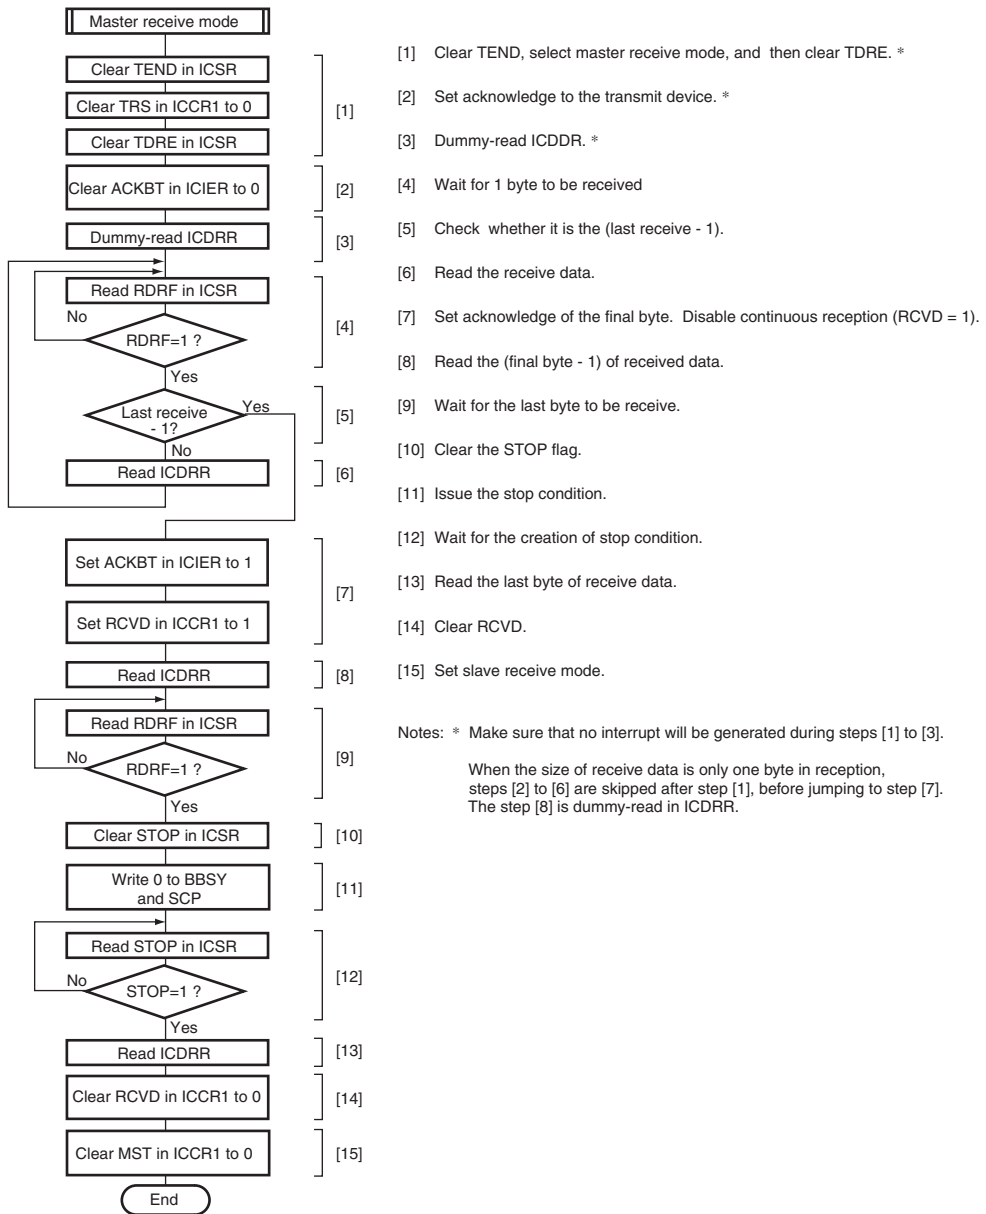 Master receive mode
Clear TEND in ICSR
Clear TRS in ICCR1 to 0
Clear TDRE in ICSR
[1]
Clear ACKBT in ICIER to 0
[2]
Dummy-read ICDRR
[3]
Read RDRF in ICSR
No
RDRF=1 ?
[4]
Yes
Last receive
- 1?
Yes
[5]
No
Read ICDRR
[6]
Set ACKBT in ICIER to 1
[7]
Set RCVD in ICCR1 to 1
Read ICDRR
[8]
Read RDRF in ICSR
No
RDRF=1 ?
[9]
Yes
Clear STOP in ICSR
[10]
Write 0 to BBSY
and SCP
[11]
Read STOP in ICSR
No
STOP=1 ?
[12]
Yes
Read ICDRR
[13]
Clear RCVD in ICCR1 to 0
[14]
Clear MST in ICCR1 to 0
[15]
End
[1] Clear TEND, select master receive mode, and then clear TDRE. *
[2] Set acknowledge to the transmit device. *
[3] Dummy-read ICDDR. *
[4] Wait for 1 byte to be received
[5] Check whether it is the (last receive - 1).
[6] Read the receive data.
[7] Set acknowledge of the final byte. Disable continuous reception (RCVD = 1).
[8] Read the (final byte - 1) of received data.
[9] Wait for the last byte to be receive.
[10] Clear the STOP flag.
[11] Issue the stop condition.
[12] Wait for the creation of stop condition.
[13] Read the last byte of receive data.
[14] Clear RCVD.
[15] Set slave receive mode.
Notes: * Make sure that no interrupt will be generated during steps [1] to [3].
When the size of receive data is only one byte in reception,
steps [2] to [6] are skipped after step [1], before jumping to step [7].
The step [8] is dummy-read in ICDRR.